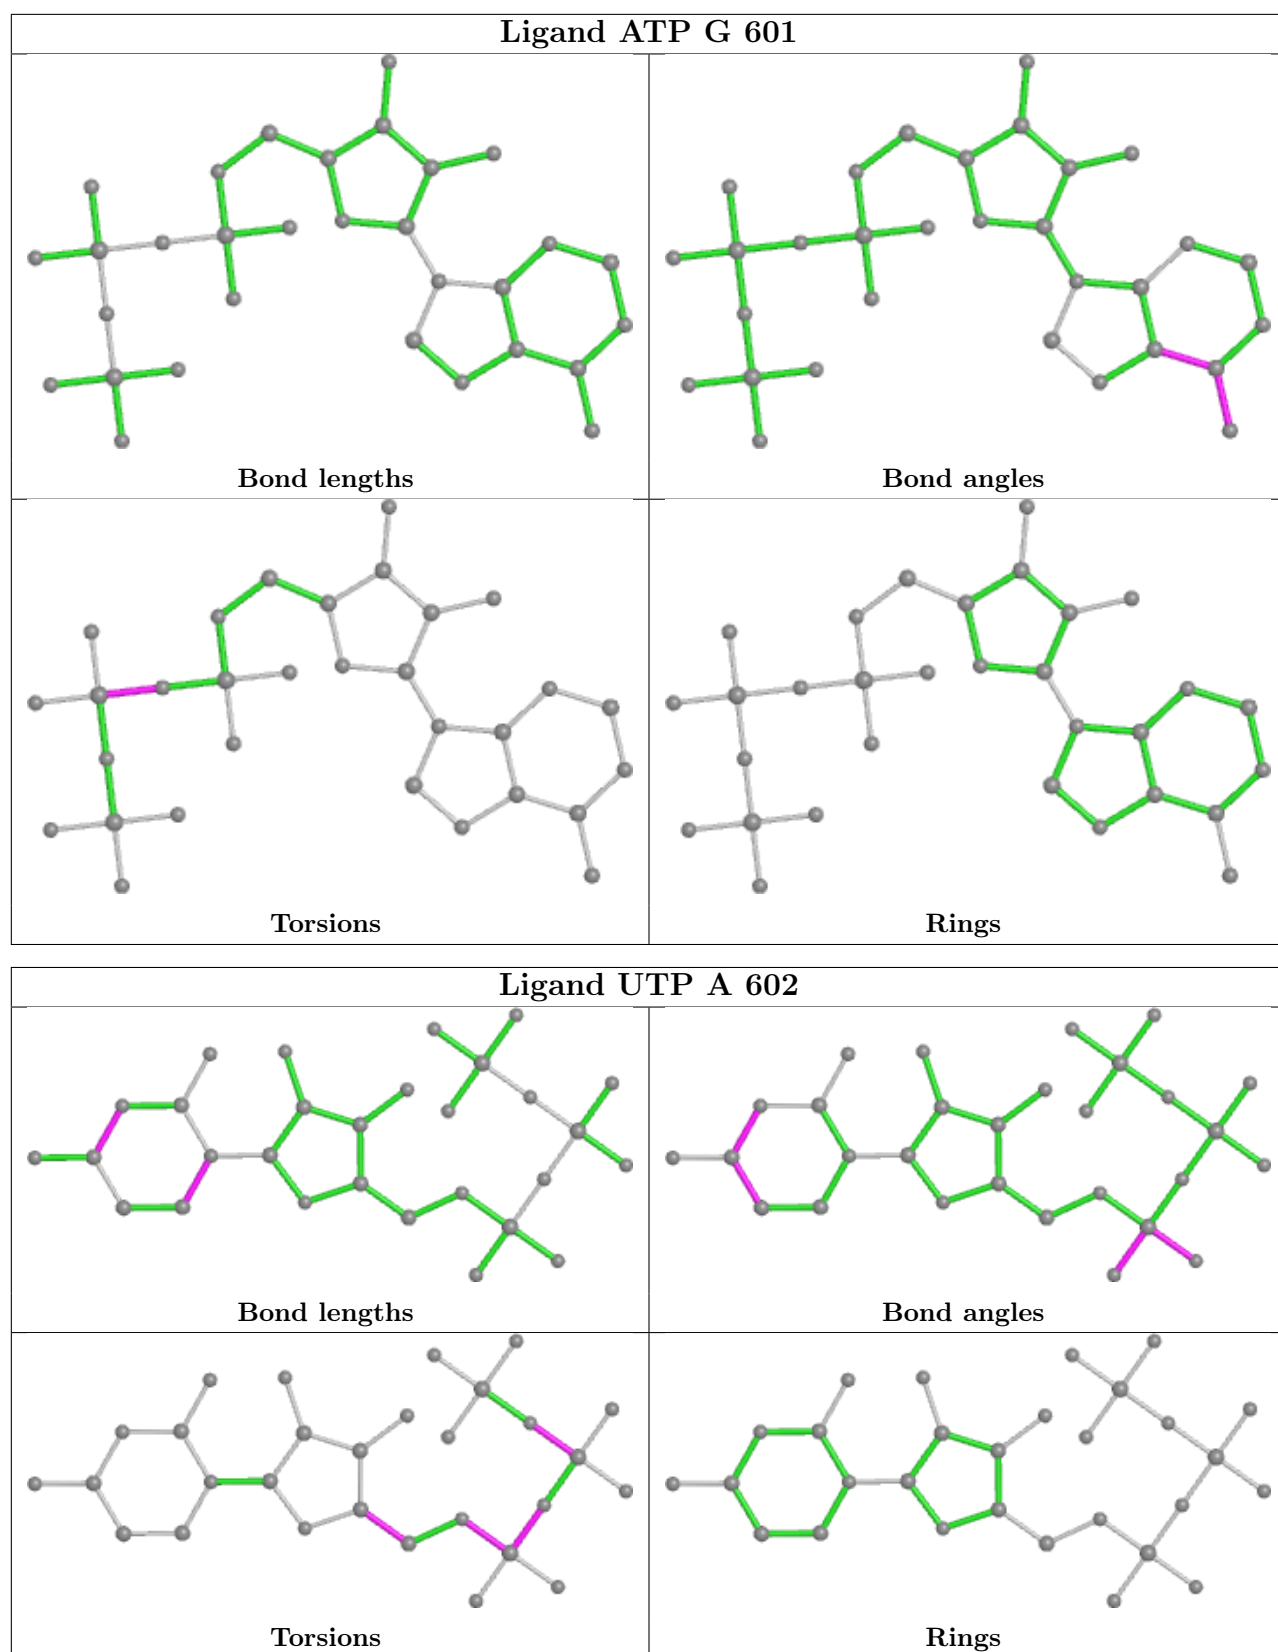 Ligand ATP G 601
Bond lengths
Bond angles
Torsions
Rings
Ligand UTP A 602
Bond lengths
Bond angles
Torsions
Rings